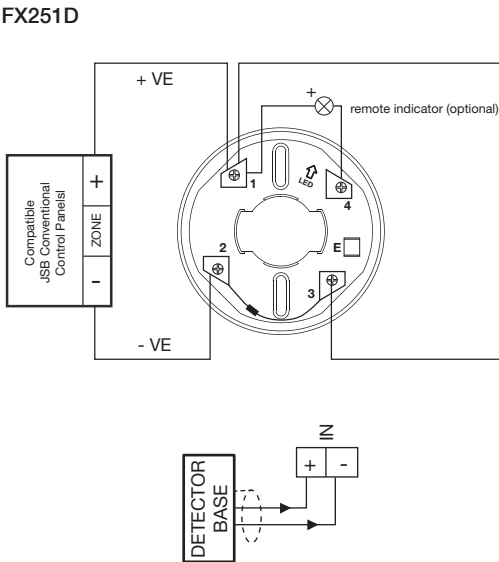 FX251D
+ VE
+
remote indicator (optional)
Compatible
JSB Conventional
Control Panelsl
+
ZONE
-
1
LED
4
2
E
3
- VE
IN
+ -
DETECTOR
BASE